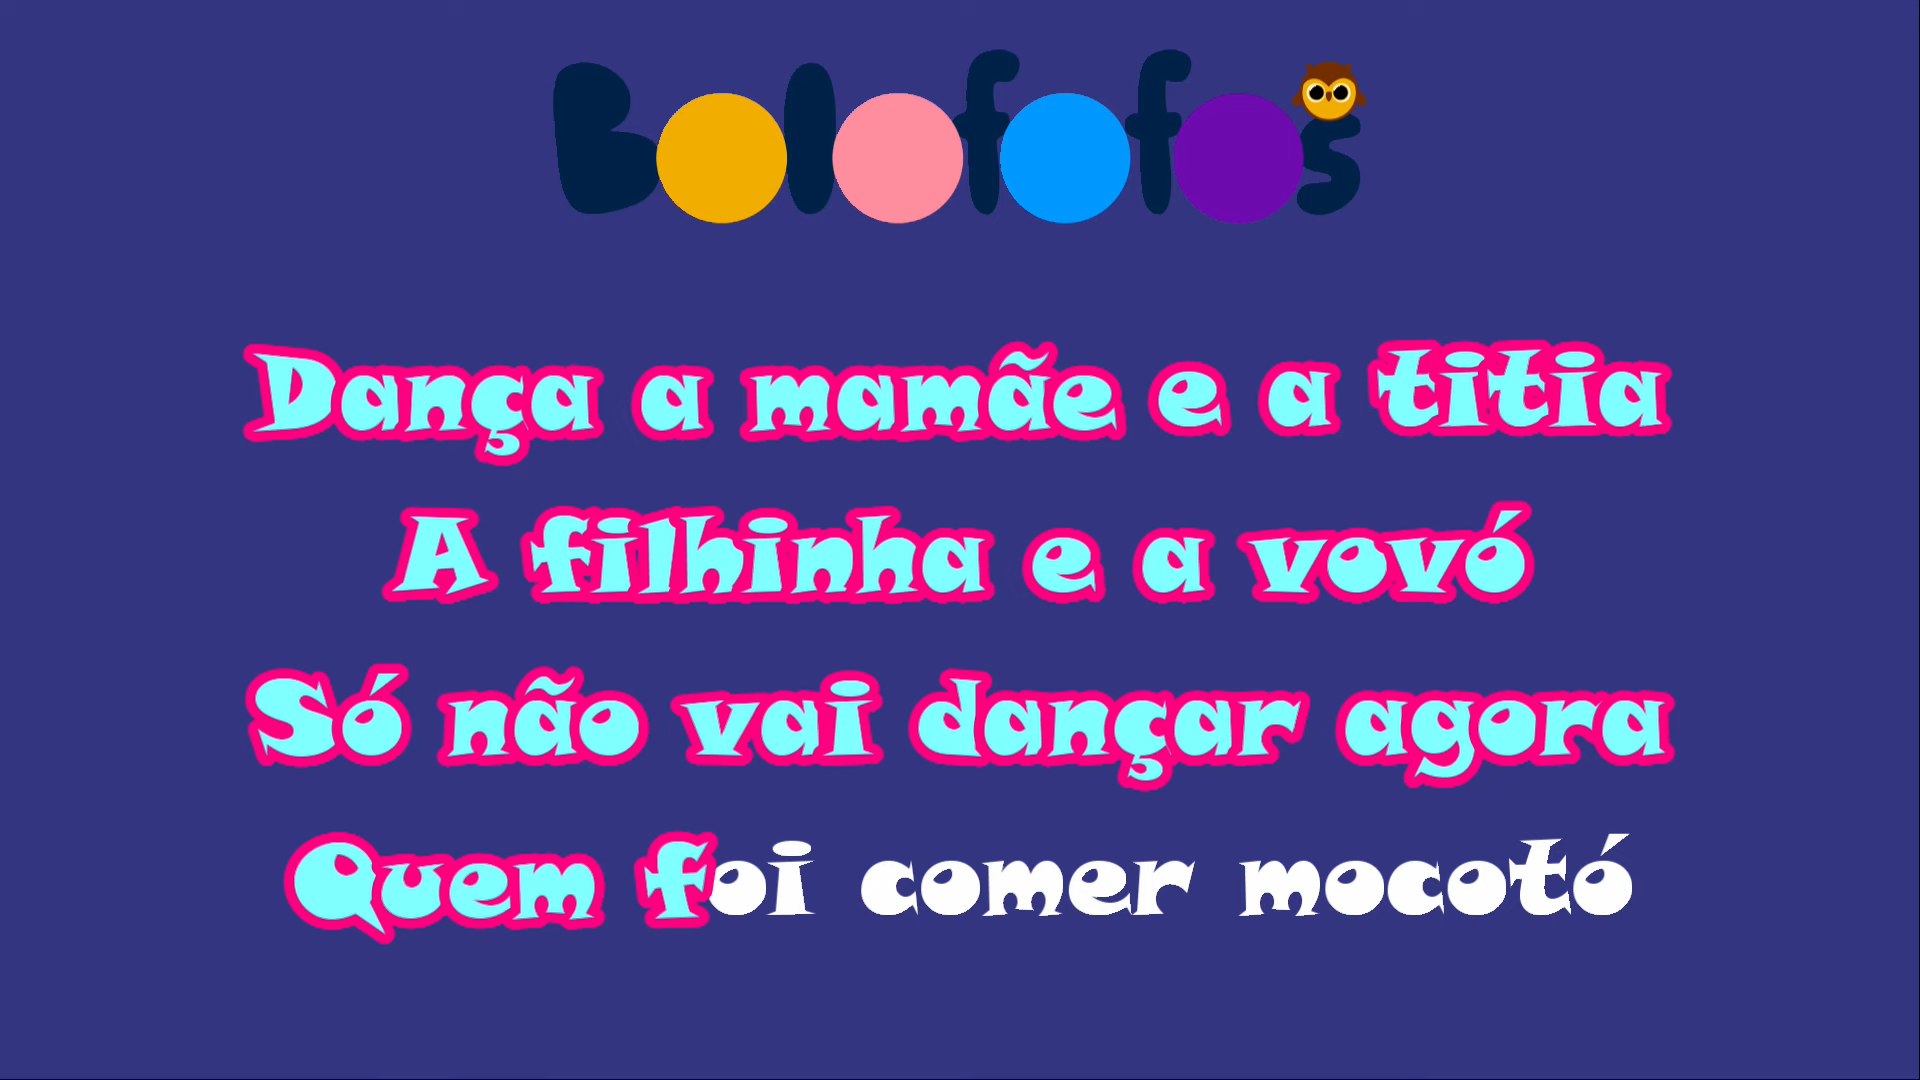 Bolofofos
Dança a mamãe e a titia
A filhinha e a vovó
Só não vai dançar agora
Quem foi comer mocotó